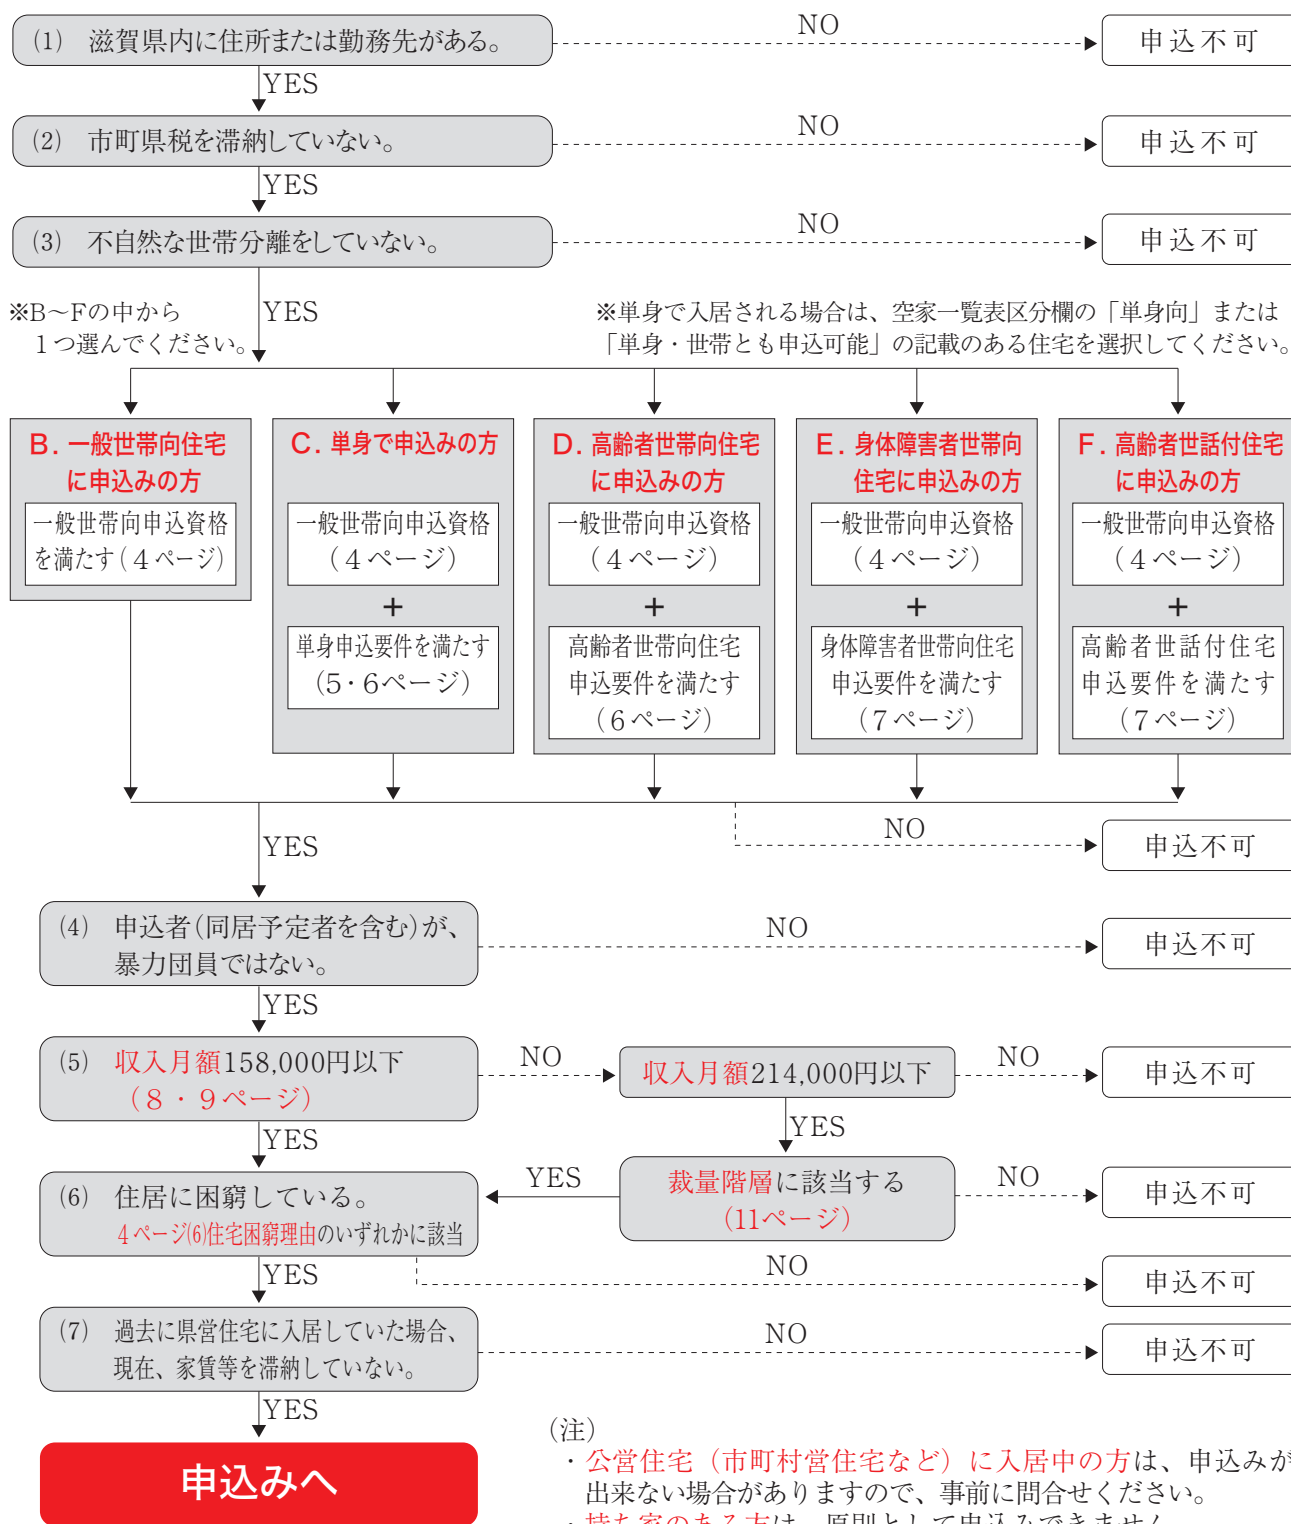 (1) 滋賀県内に住所または勤務先がある。
NO
申込不可
YES
(2) 市町県税を滞納していない。
NO
申込不可
YES
(3) 不自然な世帯分離をしていない。
NO
申込不可
YES
※B～Fの中から
1つ選んでください。
※単身で入居される場合は、空家一覧表区分欄の「単身向」または
「単身・世帯とも申込可能」の記載のある住宅を選択してください。
B. 一般世帯向住宅
に申込みの方
一般世帯向申込資格
を満たす(4ページ)
C. 単身で申込みの方
一般世帯向申込資格
(4ページ)
+
単身申込要件を満たす
(5・6ページ)
D. 高齢者世帯向住宅
に申込みの方
一般世帯向申込資格
(4ページ)
+
高齢者世帯向住宅
申込要件を満たす
(6ページ)
E. 身体障害者世帯向
住宅に申込みの方
一般世帯向申込資格
(4ページ)
+
身体障害者世帯向住宅
申込要件を満たす
(7ページ)
F. 高齢者世話付住宅
に申込みの方
一般世帯向申込資格
(4ページ)
+
高齢者世話付住宅
申込要件を満たす
(7ページ)
NO
申込不可
YES
(4) 申込者(同居予定者を含む)が、
暴力団員ではない。
NO
申込不可
YES
(5) 収入月額158,000円以下
(8・9ページ)
NO
収入月額214,000円以下
NO
申込不可
YES
YES
(6) 住居に困窮している。
4ページ(6)住宅困窮理由のいずれかに該当
YES
裁量階層に該当する
(11ページ)
NO
申込不可
NO
申込不可
YES
(7) 過去に県営住宅に入居していた場合、
現在、家賃等を滞納していない。
NO
申込不可
YES
申込みへ
(注)
・公営住宅（市町村営住宅など）に入居中の方は、申込みが
出来ない場合がありますので、事前に問合せください。
・持ち家のある方は、原則として申込みできません